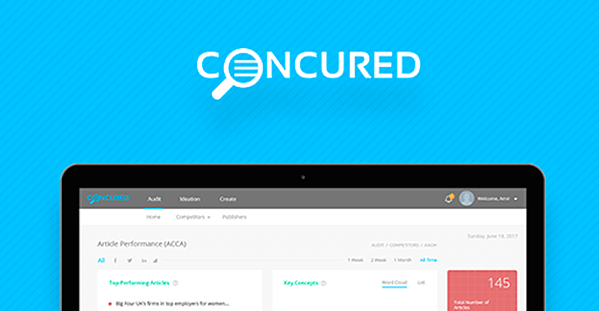 CONCURED
CONCURED Audit Ideation Create Welcome, Amir
Home Competitors Publishers
Sunday, June 18, 2017
Article Performance (ACCA) AUDIT / COMPETITORS /
All 1 Week 2 Week 1 Month All Time
Top Performing Articles Key Concepts Word Cloud List 145
Big Four UK's firms in top employers for women... Total Number of
Articles